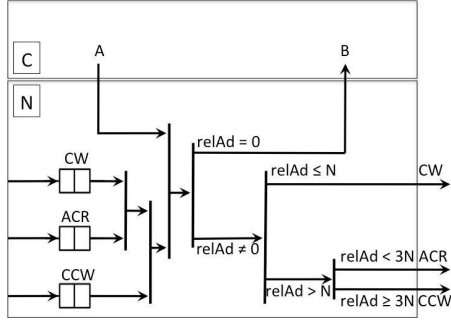 A
B
C
N
relAd = 0
CW
relAd ≤ N
CW
ACR
relAd ≠ 0
relAd < 3N ACR
CCW
relAd > N
relAd ≥ 3N CCW